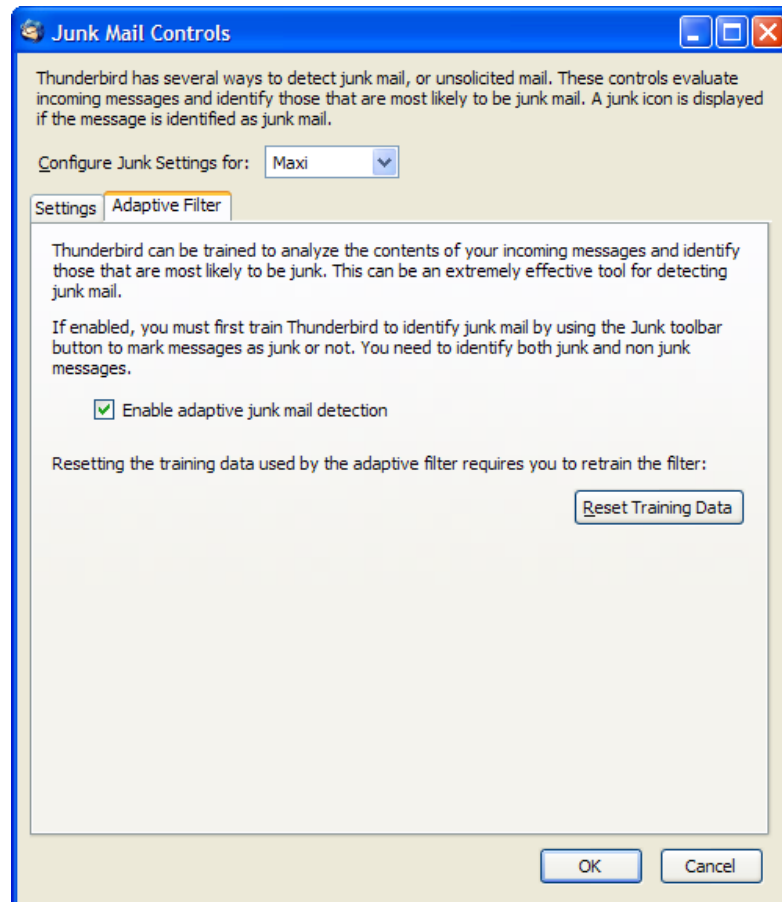 Junk Mail Controls
Thunderbird has several ways to detect junk mail, or unsolicited mail. These controls evaluate
incoming messages and identify those that are most likely to be junk mail. A junk icon is displayed
if the message is identified as junk mail.
Configure Junk Settings for: Maxi
Settings Adaptive Filter
Thunderbird can be trained to analyze the contents of your incoming messages and identify
those that are most likely to be junk. This can be an extremely effective tool for detecting
junk mail.
If enabled, you must first train Thunderbird to identify junk mail by using the Junk toolbar
button to mark messages as junk or not. You need to identify both junk and non junk
messages.
Enable adaptive junk mail detection
Resetting the training data used by the adaptive filter requires you to retrain the filter:
Reset Training Data
OK Cancel